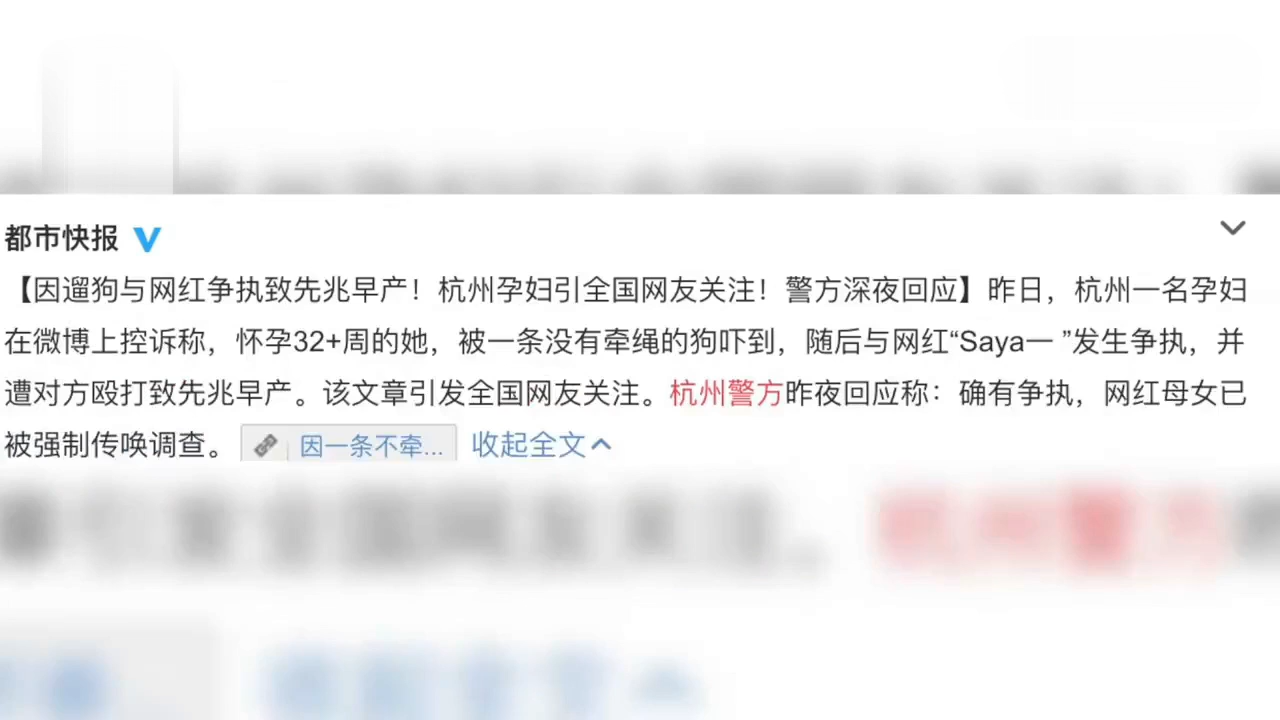 都市快报
【因遛狗与网红争执致先兆早产！杭州孕妇引全国网友关注！警方深夜回应】昨日，杭州一名孕妇
在微博上控诉称，怀孕32+周的她，被一条没有牵绳的狗吓到，随后与网红“Saya一 ”发生争执，并
遭对方殴打致先兆早产。该文章引发全国网友关注。杭州警方昨夜回应称：确有争执，网红母女已
被强制传唤调查。 因一条不牵... 收起全文